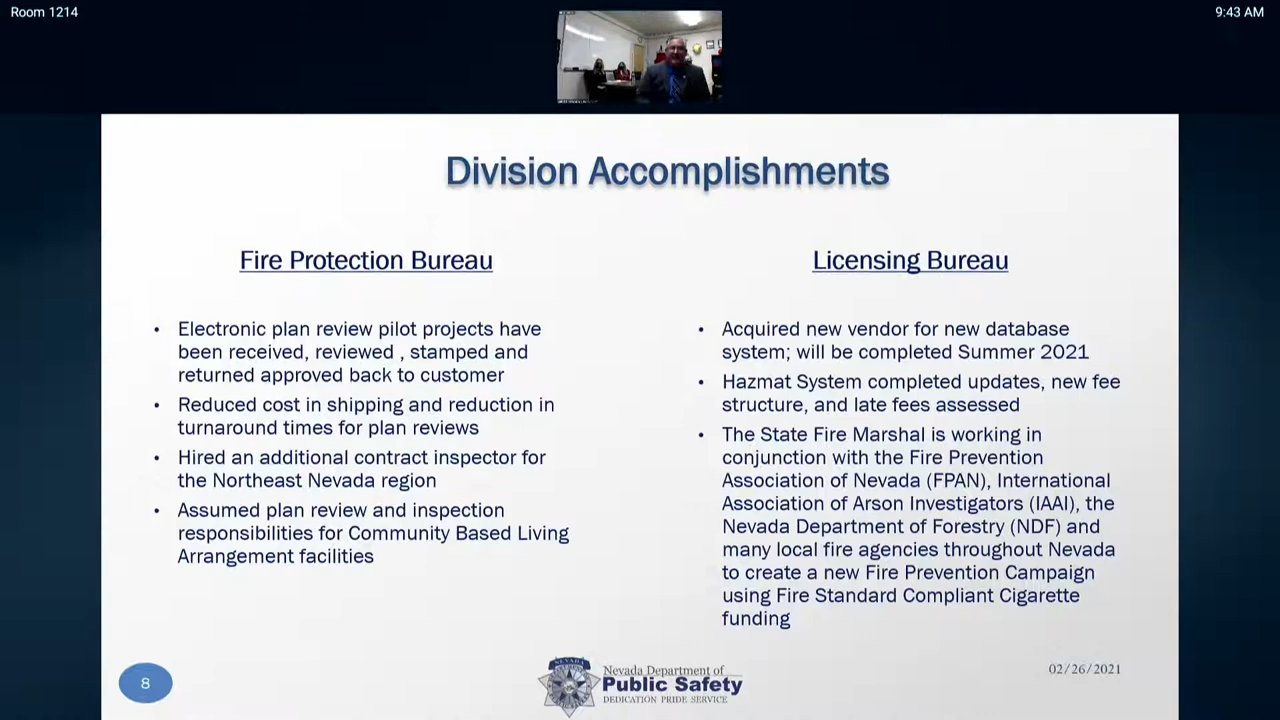 Room 1214
9:43 AM
Division Accomplishments
Fire Protection Bureau
• Electronic plan review pilot projects have
been received, reviewed , stamped and
returned approved back to customer
• Reduced cost in shipping and reduction in
turnaround times for plan reviews
• Hired an additional contract inspector for
the Northeast Nevada region
• Assumed plan review and inspection
responsibilities for Community Based Living
Arrangement facilities
Licensing Bureau
• Acquired new vendor for new database
system; will be completed Summer 2021
• Hazmat System completed updates, new fee
structure, and late fees assessed
• The State Fire Marshal is working in
conjunction with the Fire Prevention
Association of Nevada (FPAN), International
Association of Arson Investigators (IAAI), the
Nevada Department of Forestry (NDF) and
many local fire agencies throughout Nevada
to create a new Fire Prevention Campaign
using Fire Standard Compliant Cigarette
funding
8
NEVADA
Nevada Department of
Public Safety
DEDICATION PRIDE SERVICE
02/26/2021